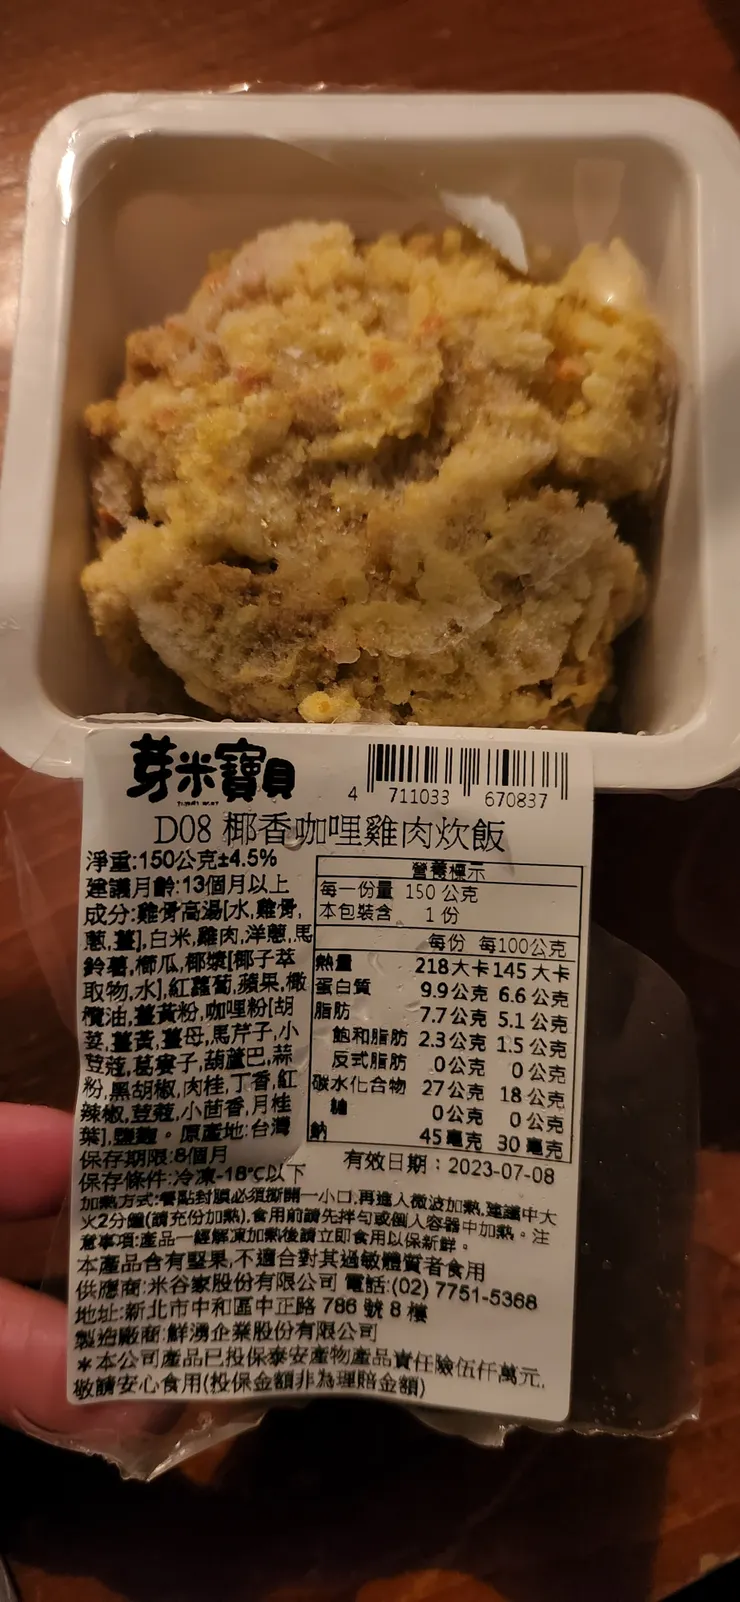 芽米寶貝
4 711033 670837
D08 椰香咖哩雞肉炊飯
淨重:150公克±4.5%
建議月齡:13個月以上
成分:雞骨高湯[水,雞骨,
蔥,薑],白米,雞肉,洋蔥,馬
鈴薯,櫛瓜,椰漿[椰子萃
取物,水],紅蘿蔔,蘋果,橄
欖油,薑黃粉,咖哩粉[胡
荽,薑黃,薑母,馬芹子,小
荳蔻,葛縷子,葫蘆巴,蒜
粉,黑胡椒,肉桂,丁香,紅
辣椒,荳蔻,小茴香,月桂
葉],鹽麴。原產地:台灣
保存期限:8個月
保存條件:冷凍-18℃以下
營養標示
每一份量 150 公克
本包裝含 1 份
每份 每100公克
熱量 218大卡 145 大卡
蛋白質 9.9公克 6.6 公克
脂肪 7.7公克 5.1 公克
飽和脂肪 2.3公克 1.5 公克
反式脂肪 0公克 0 公克
碳水化合物 27公克 18 公克
糖 0公克 0 公克
鈉 45毫克 30 毫克
有效日期：2023-07-08
加熱方式:餐點封膜必須撕開一小口,再進入微波加熱,建議中大
火2分鐘(請充份加熱),食用前請先拌勻或倒入容器中加熱。注
意事項:產品一經解凍加熱後請立即食用以保新鮮。
本產品含有堅果,不適合對其過敏體質者食用
供應商:米谷家股份有限公司 電話:(02) 7751-5368
地址:新北市中和區中正路 786 號 8 樓
製造廠商:鮮湧企業股份有限公司
＊本公司產品已投保泰安產物產品責任險伍仟萬元,
敬請安心食用(投保金額非為理賠金額)